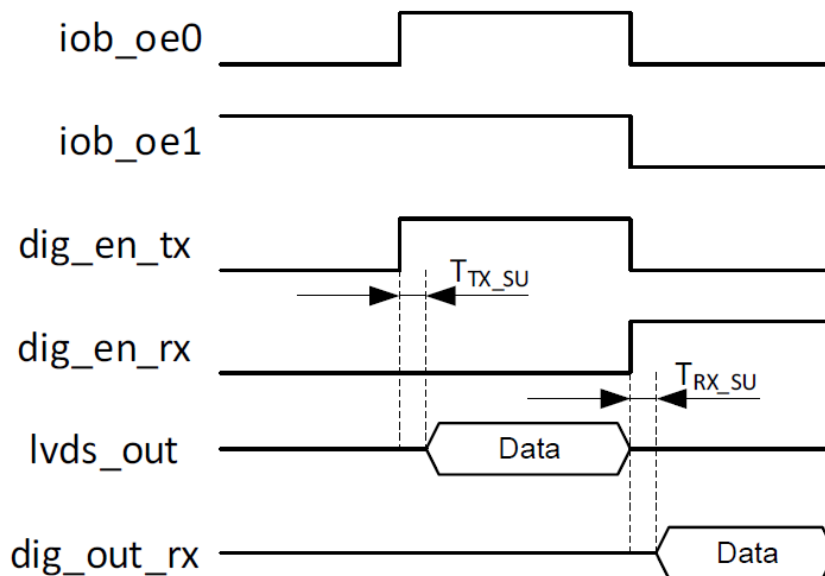 iob_oe0
iob_oe1
dig_en_tx
TTX_SU
dig_en_rx
TRX_SU
lvds_out
Data
dig_out_rx
Data